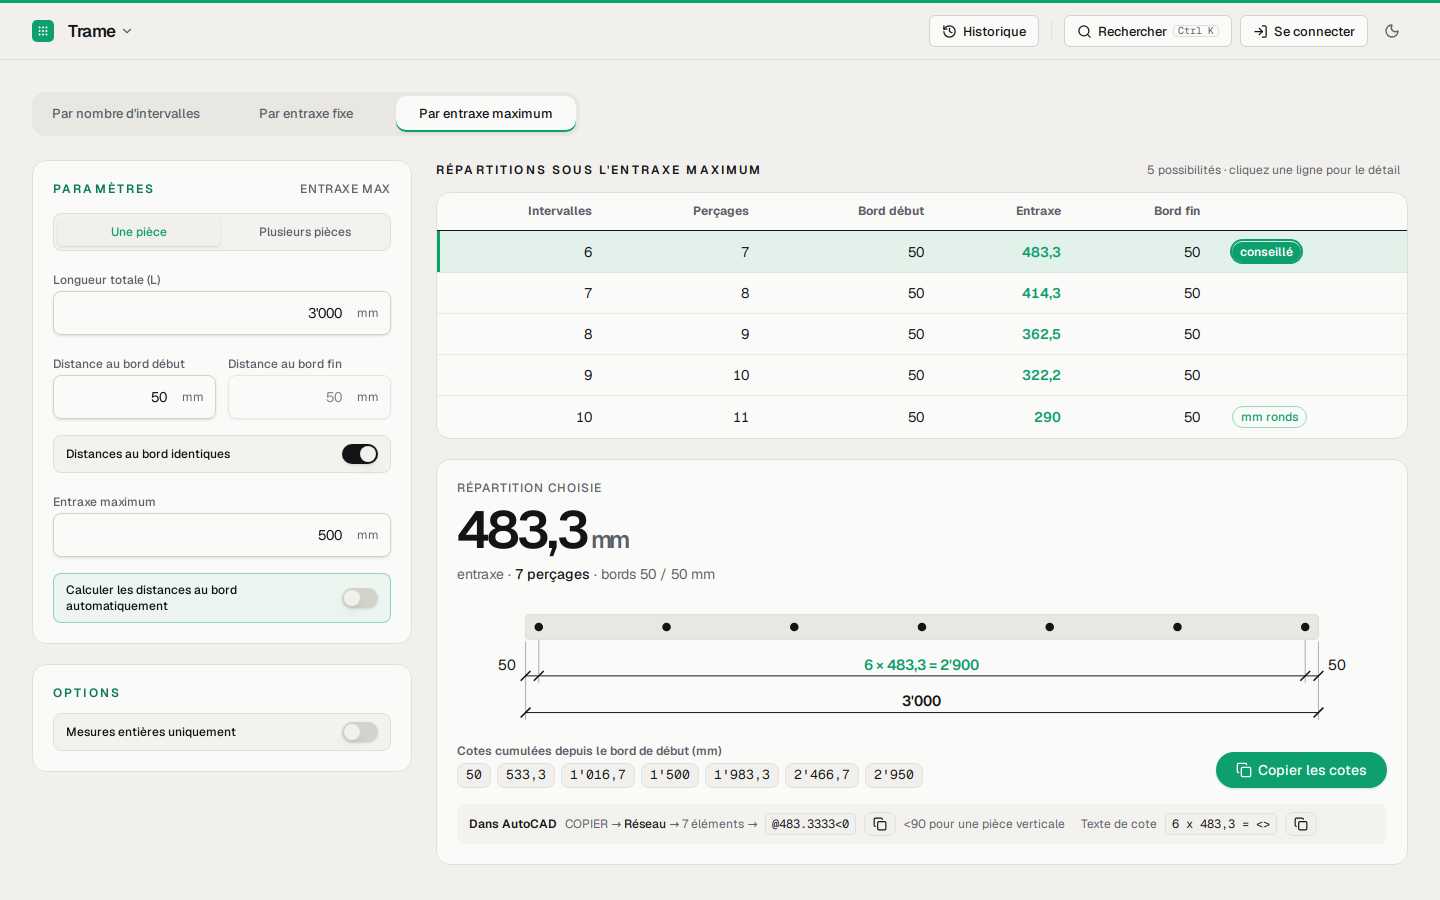 Trame
Historique
Rechercher Ctrl K
Se connecter
Par nombre d'intervalles
Par entraxe fixe
Par entraxe maximum
PARAMÈTRES
ENTRAXE MAX
Une pièce
Plusieurs pièces
Longueur totale (L)
3'000 mm
Distance au bord début
Distance au bord fin
50 mm
50 mm
Distances au bord identiques
Entraxe maximum
500 mm
Calculer les distances au bord
automatiquement
OPTIONS
Mesures entières uniquement
RÉPARTITIONS SOUS L'ENTRAXE MAXIMUM
5 possibilités · cliquez une ligne pour le détail
Intervalles Perçages Bord début Entraxe Bord fin
6 7 50 483,3 50 conseillé
7 8 50 414,3 50
8 9 50 362,5 50
9 10 50 322,2 50
10 11 50 290 50 mm ronds
RÉPARTITION CHOISIE
483,3 mm
entraxe · 7 perçages · bords 50 / 50 mm
50
6 × 483,3 = 2'900
50
3'000
Cotes cumulées depuis le bord de début (mm)
50 533,3 1'016,7 1'500 1'983,3 2'466,7 2'950
Copier les cotes
Dans AutoCAD COPIER → Réseau → 7 éléments → @483.3333<0 <90 pour une pièce verticale Texte de cote 6 x 483,3 = <>